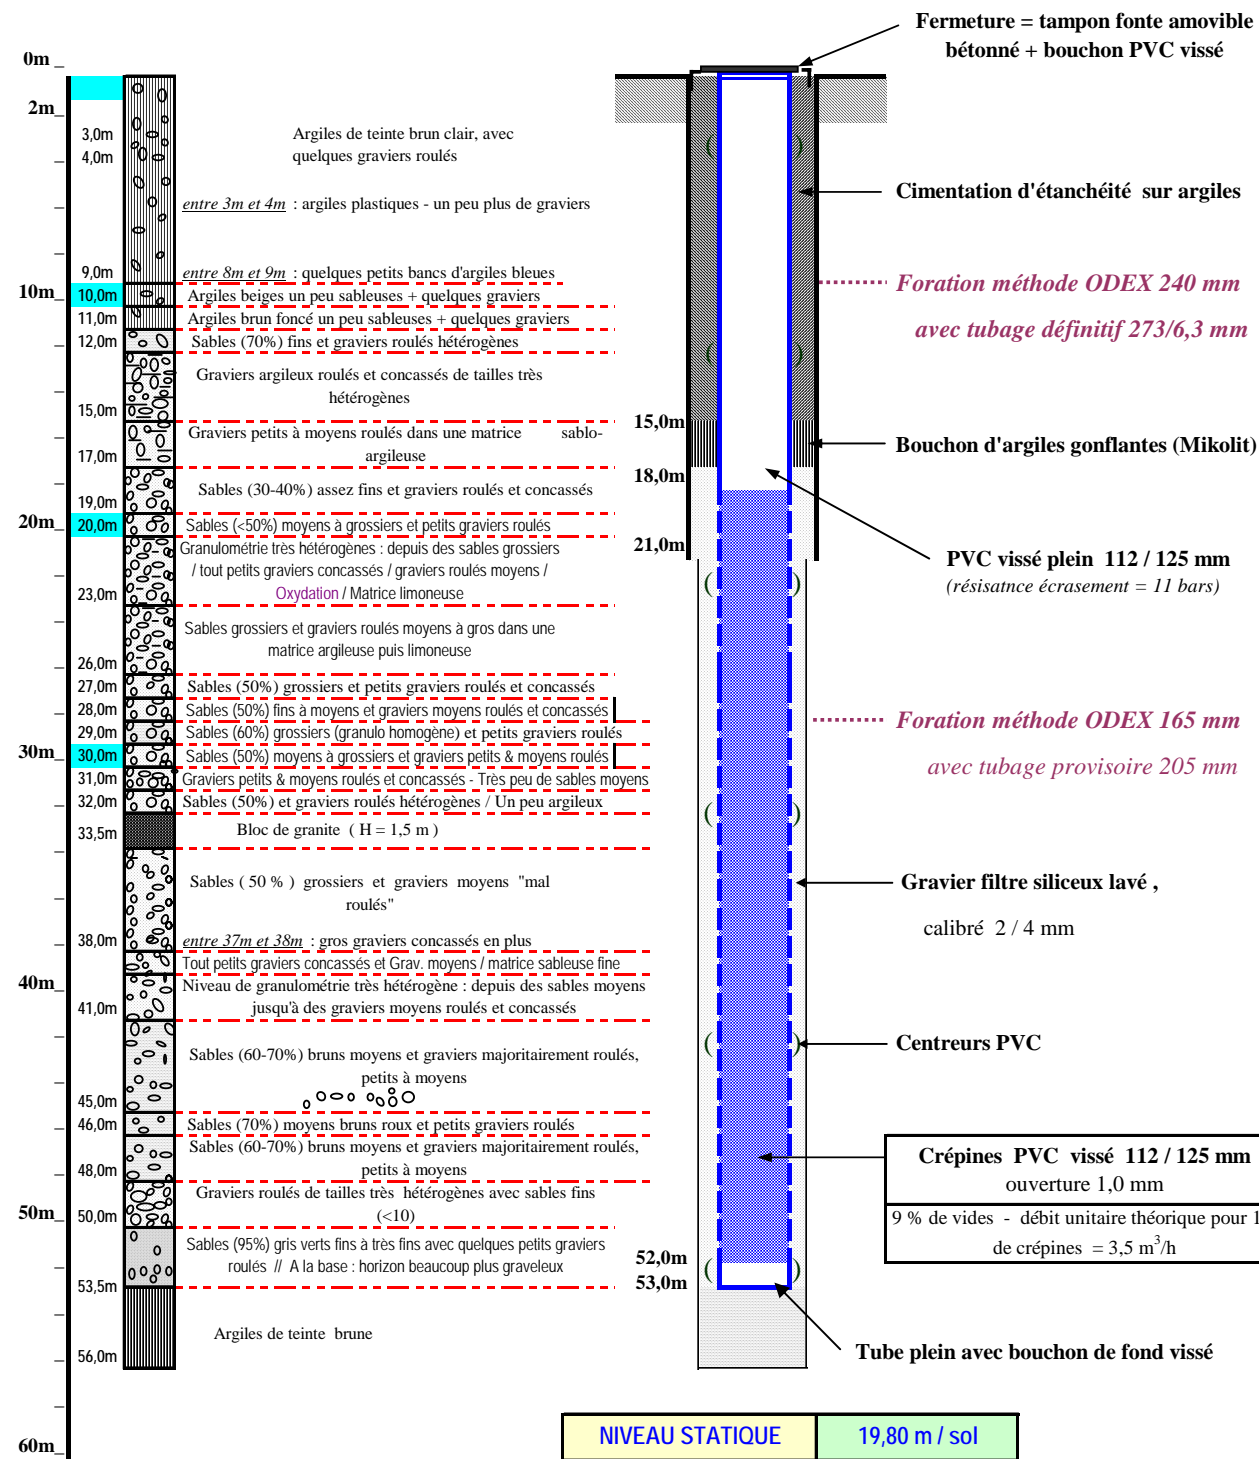 Fermeture = tampon fonte amovible
bétonné + bouchon PVC vissé
0m
2m
3,0m
4,0m
Argiles de teinte brun clair, avec
quelques graviers roulés
Cimentation d'étanchéité sur argiles
entre 3m et 4m : argiles plastiques - un peu plus de graviers
9,0m
entre 8m et 9m : quelques petits bancs d'argiles bleues
10m
10,0m
Argiles beiges un peu sableuses + quelques graviers
Foration méthode ODEX 240 mm
avec tubage définitif 273/6,3 mm
11,0m
Argiles brun foncé un peu sableuses + quelques graviers
12,0m
Sables (70%) fins et graviers roulés hétérogènes
Graviers argileux roulés et concassés de tailles très
hétérogènes
15,0m
15,0m
Graviers petits à moyens roulés dans une matrice sablo-
argileuse
17,0m
Bouchon d'argiles gonflantes (Mikolit)
18,0m
Sables (30-40%) assez fins et graviers roulés et concassés
19,0m
20m
20,0m
Sables (<50%) moyens à grossiers et petits graviers roulés
21,0m
Granulométrie très hétérogènes : depuis des sables grossiers
/ tout petits graviers concassés / graviers roulés moyens /
Oxydation / Matrice limoneuse
23,0m
PVC vissé plein 112 / 125 mm
(résisatnce écrasement = 11 bars)
Sables grossiers et graviers roulés moyens à gros dans une
matrice argileuse puis limoneuse
26,0m
27,0m
Sables (50%) grossiers et petits graviers roulés et concassés
28,0m
Sables (50%) fins à moyens et graviers moyens roulés et concassés
29,0m
Sables (60%) grossiers (granulo homogène) et petits graviers roulés
Foration méthode ODEX 165 mm
avec tubage provisoire 205 mm
30m
30,0m
Sables (50%) moyens à grossiers et graviers petits & moyens roulés
31,0m
Graviers petits & moyens roulés et concassés - Très peu de sables moyens
32,0m
Sables (50%) et graviers roulés hétérogènes / Un peu argileux
33,5m
Bloc de granite ( H = 1,5 m )
Sables ( 50 % ) grossiers et graviers moyens "mal
roulés"
Gravier filtre siliceux lavé ,
calibré 2 / 4 mm
38,0m
entre 37m et 38m : gros graviers concassés en plus
Tout petits graviers concassés et Grav. moyens / matrice sableuse fine
40m
Niveau de granulométrie très hétérogène : depuis des sables moyens
jusqu'à des graviers moyens roulés et concassés
41,0m
Centreurs PVC
Sables (60-70%) bruns moyens et graviers majoritairement roulés,
petits à moyens
45,0m
46,0m
Sables (70%) moyens bruns roux et petits graviers roulés
Sables (60-70%) bruns moyens et graviers majoritairement roulés,
petits à moyens
48,0m
Crépines PVC vissé 112 / 125 mm
ouverture 1,0 mm
9 % de vides - débit unitaire théorique pour 1
de crépines = 3,5 m³/h
Graviers roulés de tailles très hétérogènes avec sables fins
(<10)
50m
50,0m
Sables (95%) gris verts fins à très fins avec quelques petits graviers
roulés // A la base : horizon beaucoup plus graveleux
52,0m
53,0m
53,5m
Argiles de teinte brune
56,0m
Tube plein avec bouchon de fond vissé
60m
NIVEAU STATIQUE
19,80 m / sol